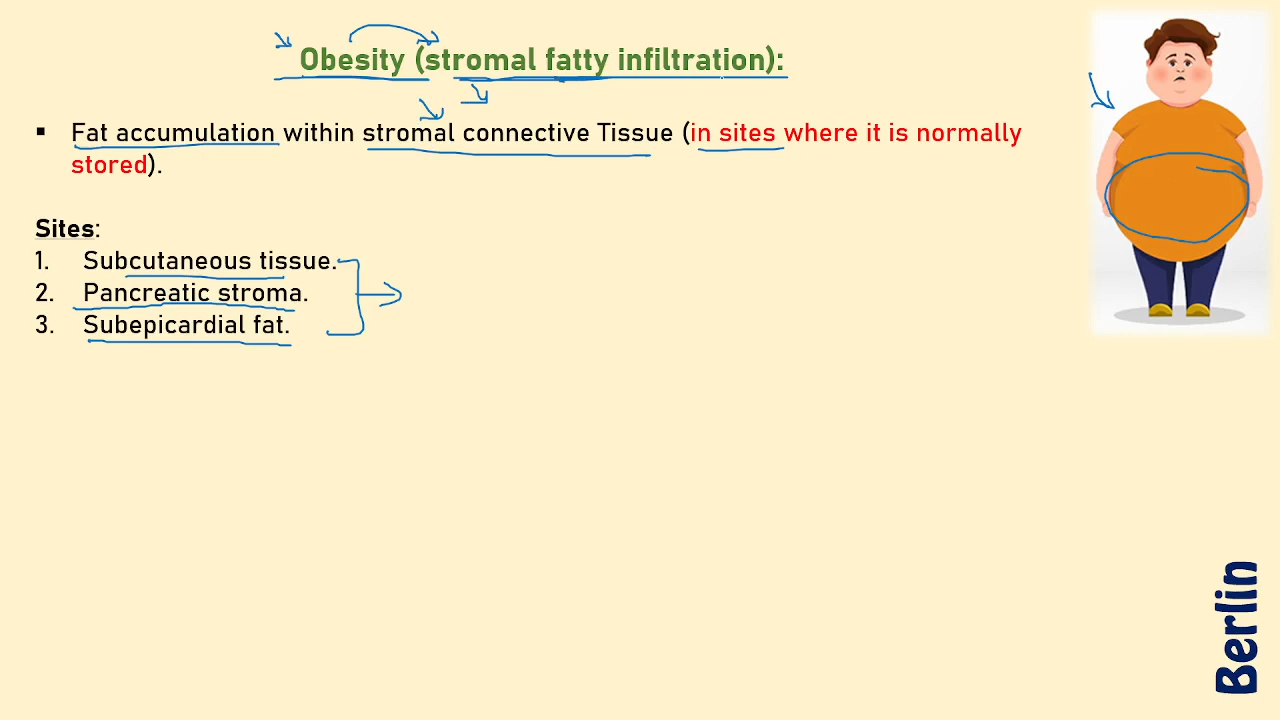 Obesity (stromal fatty infiltration):
▪ Fat accumulation within stromal connective Tissue (in sites where it is normally
stored).
Sites:
1. Subcutaneous tissue.
2. Pancreatic stroma.
3. Subepicardial fat.
Berlin